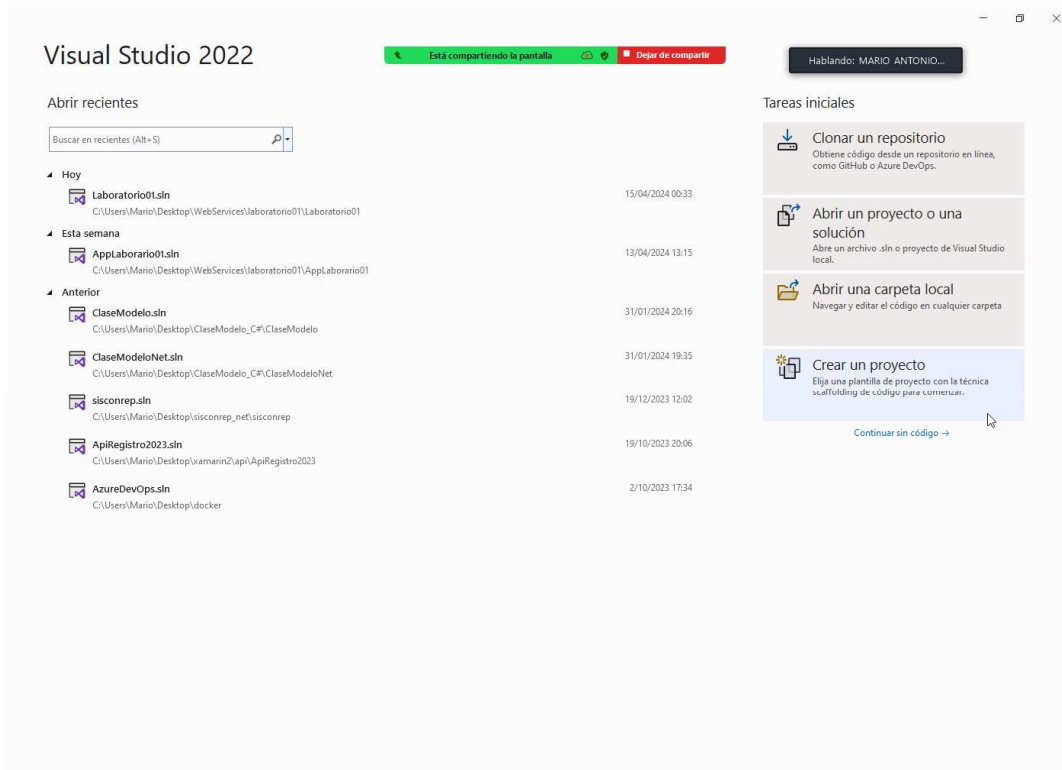 Visual Studio 2022
Está compartiendo la pantalla
Dejar de compartir
Hablando: MARIO ANTONIO...
Abrir recientes
Buscar en recientes (Alt+S)
Hoy
Laboratorio01.sln
15/04/2024 00:33
C:\Users\Mario\Desktop\WebServices\laboratorio01\Laboratorio01
Esta semana
AppLaborario01.sln
13/04/2024 13:15
C:\Users\Mario\Desktop\WebServices\laboratorio01\AppLaborario01
Anterior
ClaseModelo.sln
31/01/2024 20:16
C:\Users\Mario\Desktop\ClaseModelo_C#\ClaseModelo
ClaseModeloNet.sln
31/01/2024 19:35
C:\Users\Mario\Desktop\ClaseModelo_C#\ClaseModeloNet
sisconrep.sln
19/12/2023 12:02
C:\Users\Mario\Desktop\sisconrep_net\sisconrep
ApiRegistro2023.sln
19/10/2023 20:06
C:\Users\Mario\Desktop\xamarin2\api\ApiRegistro2023
AzureDevOps.sln
2/10/2023 17:34
C:\Users\Mario\Desktop\docker
Tareas iniciales
Clonar un repositorio
Obtiene código desde un repositorio en línea,
como GitHub o Azure DevOps.
Abrir un proyecto o una
solución
Abre un archivo .sln o proyecto de Visual Studio
local.
Abrir una carpeta local
Navegar y editar el código en cualquier carpeta
Crear un proyecto
Elija una plantilla de proyecto con la técnica
scaffolding de código para comenzar.
Continuar sin código →